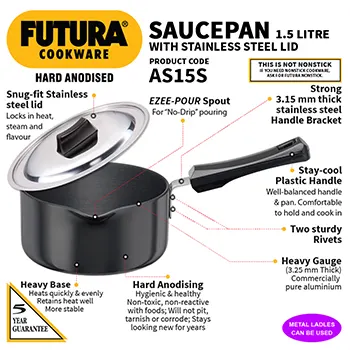 FUTURA®
COOKWARE
HARD ANODISED
SAUCEPAN 1.5 LITRE
WITH STAINLESS STEEL LID
PRODUCT CODE
AS15S
THIS IS NOT NONSTICK
IF YOU NEED NONSTICK COOKWARE,
ASK FOR FUTURA NONSTICK.
Snug-fit Stainless
steel lid
Locks in heat,
steam and
flavour
EZEE-POUR Spout
For "No-Drip" pouring
Strong
3.15 mm thick
stainless steel
Handle Bracket
Stay-cool
Plastic Handle
Well-balanced handle
& pan. Comfortable
to hold and cook in
Two sturdy
Rivets
Heavy Gauge
(3.25 mm Thick)
Commercially
pure aluminium
Heavy Base
Heats quickly & evenly
Retains heat well
More stable
Hard Anodising
Hygienic & healthy
Non-toxic, non-reactive
with foods; Will not pit,
tarnish or corrode; Stays
looking new for years
5
YEAR
GUARANTEE
METAL LADLES
CAN BE USED